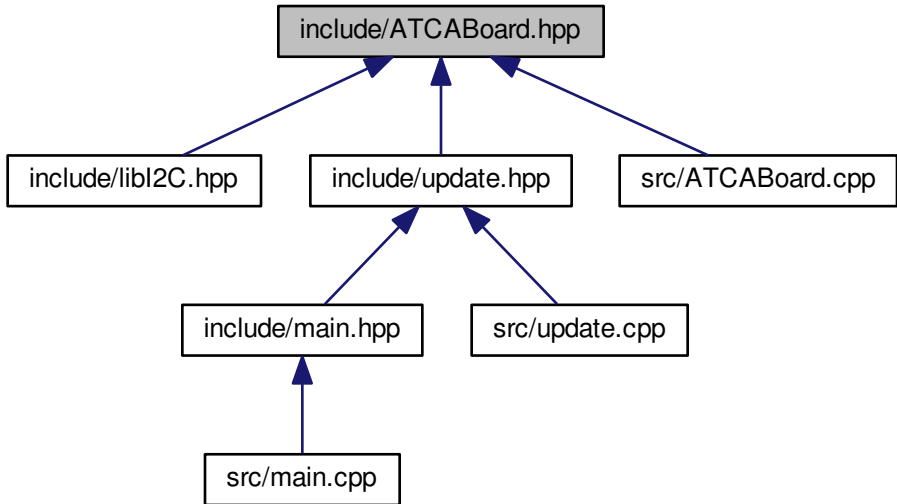 include/ATCABoard.hpp
include/libI2C.hpp
include/update.hpp
src/ATCABoard.cpp
include/main.hpp
src/update.cpp
src/main.cpp